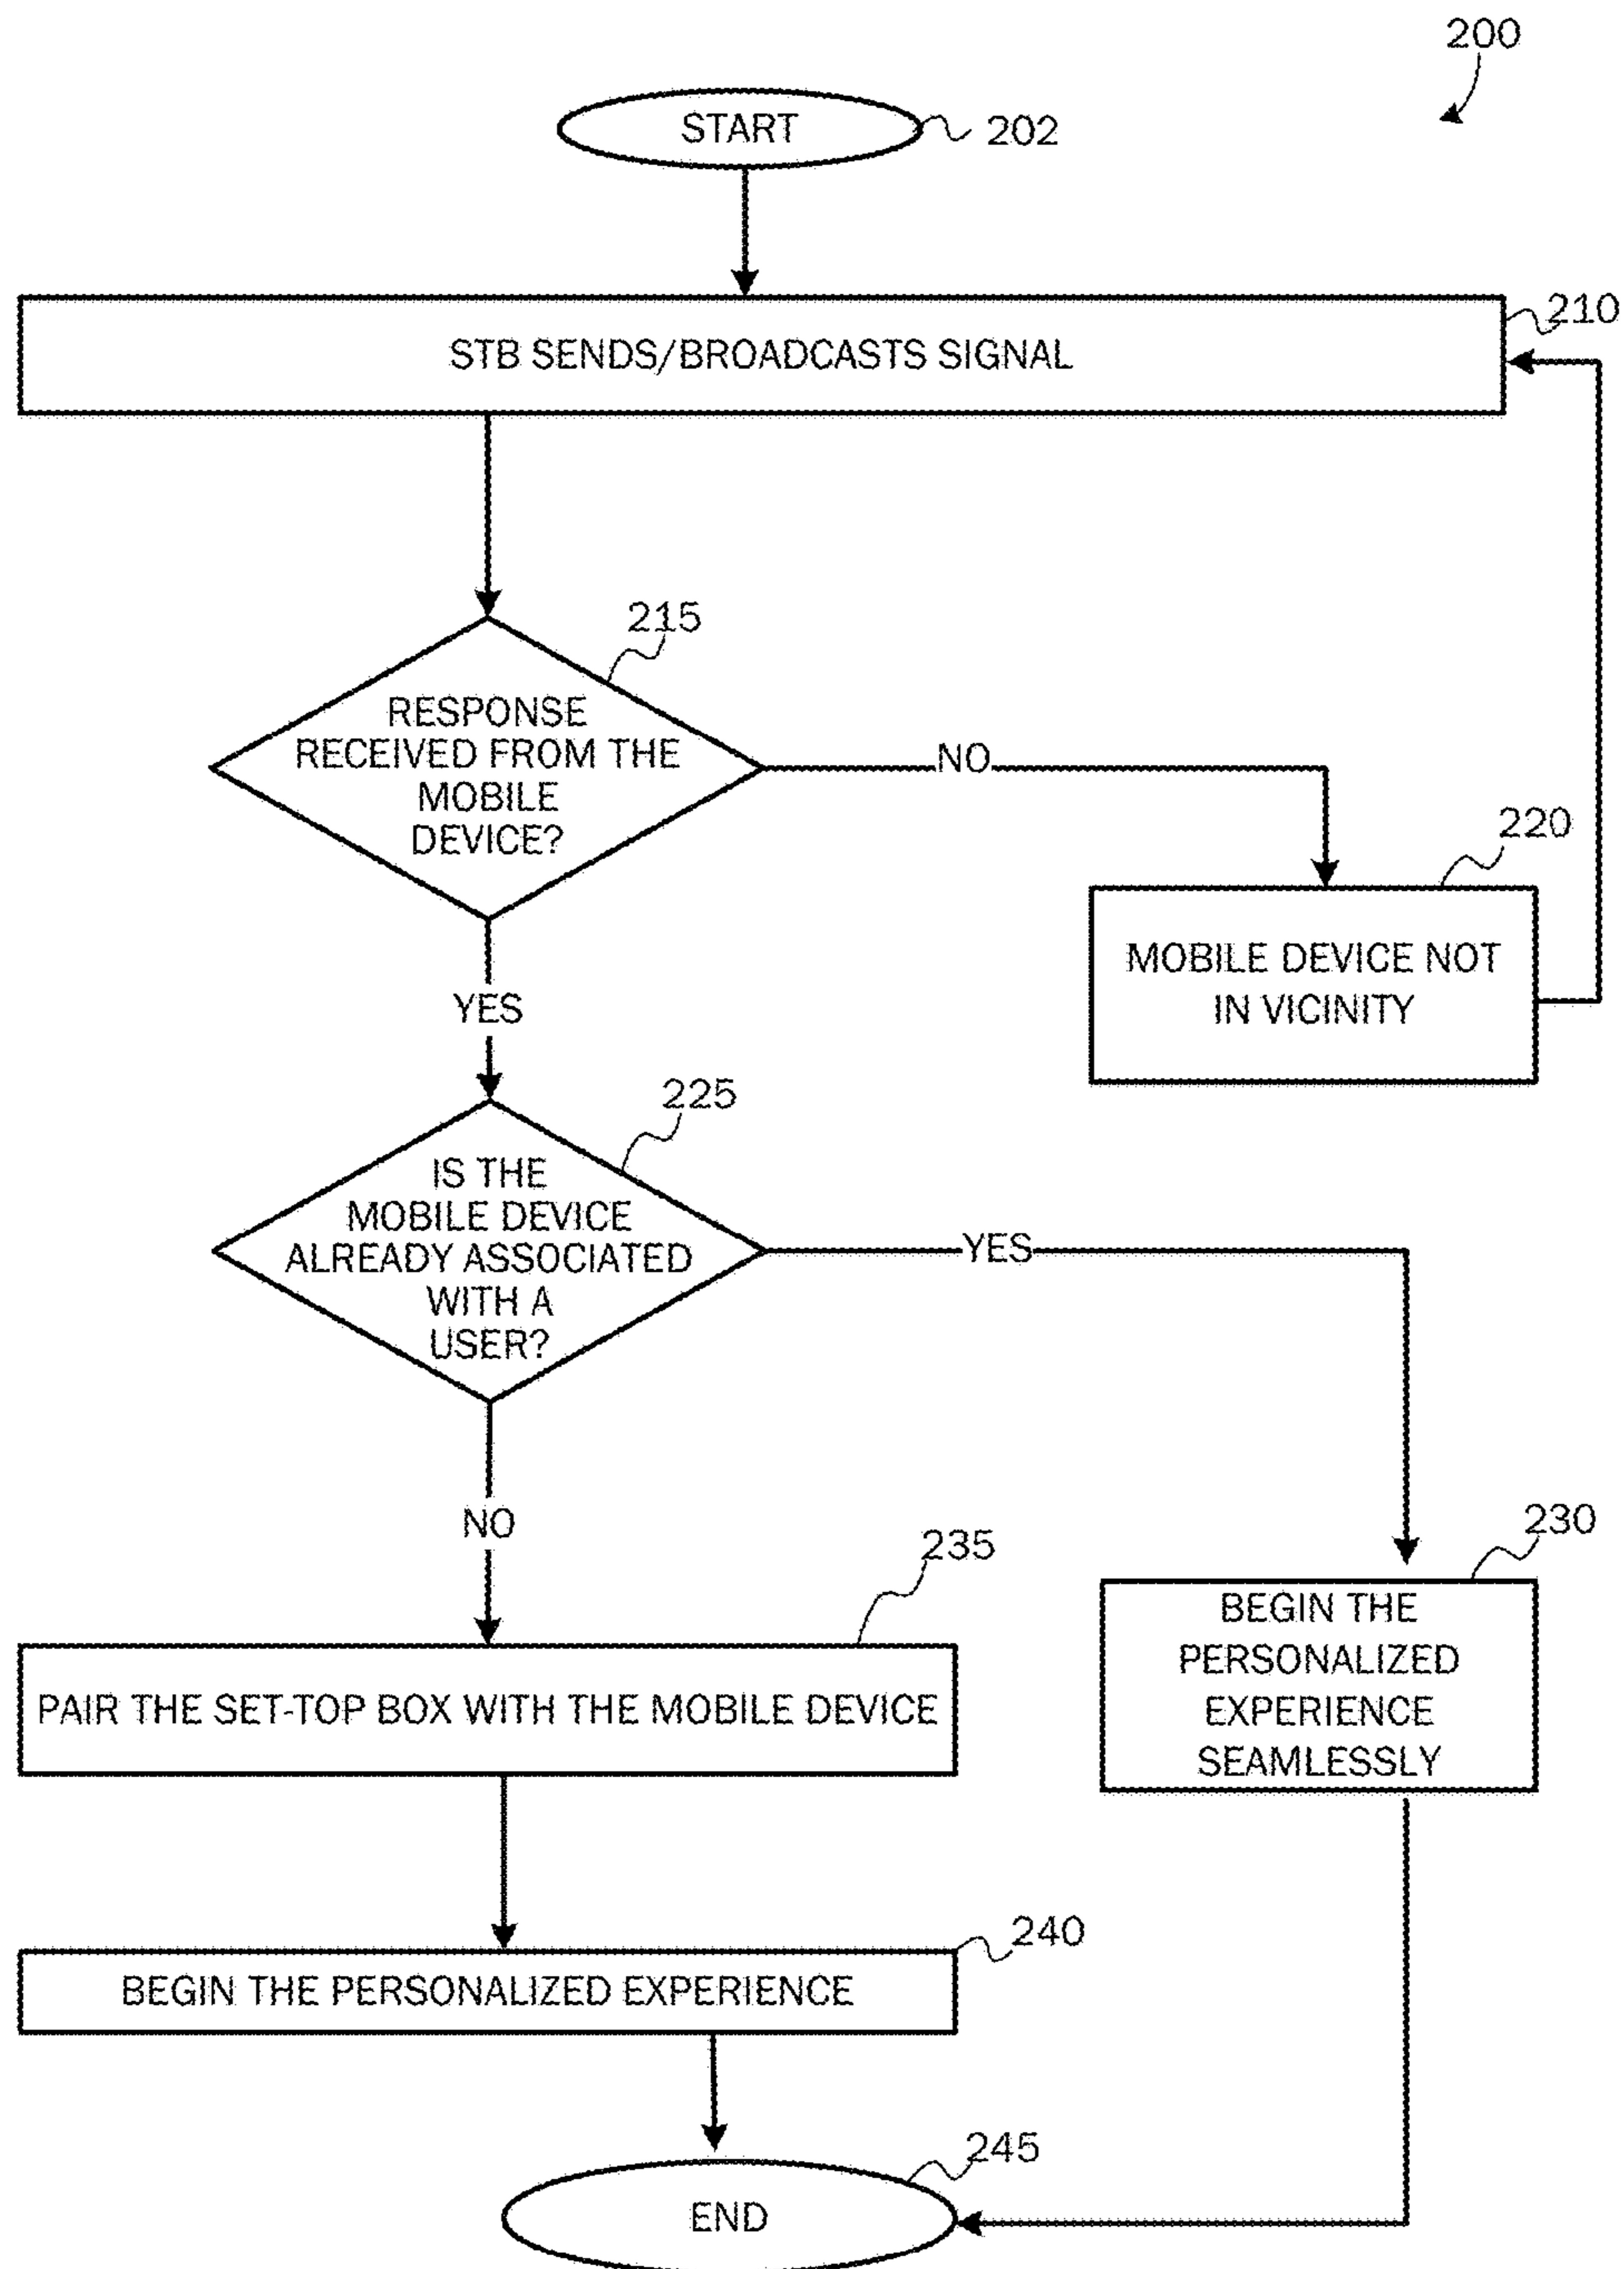 200
START
202
STB SENDS/BROADCASTS SIGNAL
210
215
RESPONSE
RECEIVED FROM THE
MOBILE
DEVICE?
NO
220
MOBILE DEVICE NOT
IN VICINITY
YES
225
IS THE
MOBILE DEVICE
ALREADY ASSOCIATED
WITH A
USER?
YES
NO
230
BEGIN THE
PERSONALIZED
EXPERIENCE
SEAMLESSLY
235
PAIR THE SET-TOP BOX WITH THE MOBILE DEVICE
240
BEGIN THE PERSONALIZED EXPERIENCE
245
END